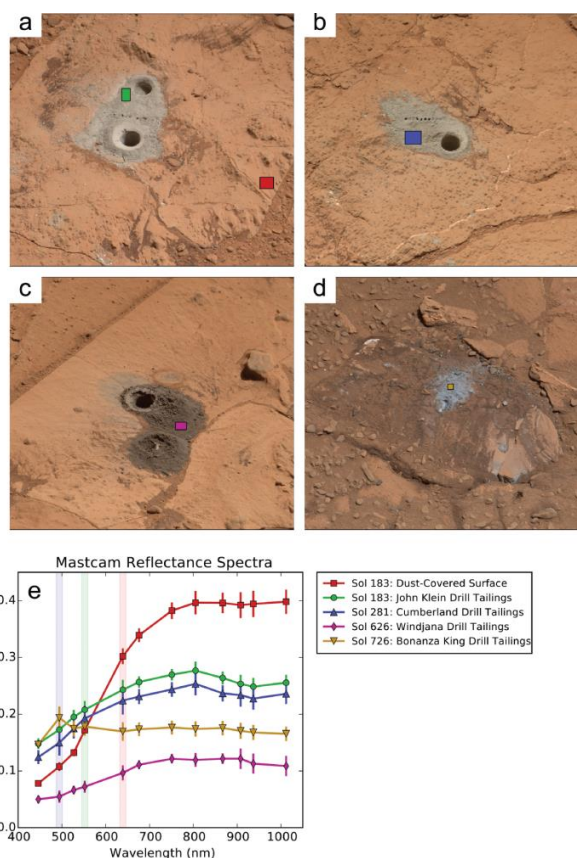 a
b
c
d
Mastcam Reflectance Spectra
e
0.4
0.3
0.2
0.1
0.0
400 500 600 700 800 900 1000
Wavelength (nm)
Sol 183: Dust-Covered Surface
Sol 183: John Klein Drill Tailings
Sol 281: Cumberland Drill Tailings
Sol 626: Windjana Drill Tailings
Sol 726: Bonanza King Drill Tailings